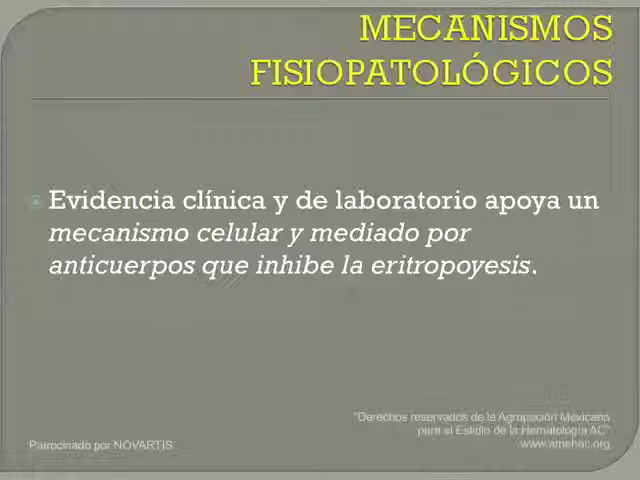 MECANISMOS
FISIOPATOLÓGICOS
Evidencia clínica y de laboratorio apoya un
mecanismo celular y mediado por
anticuerpos que inhibe la eritropoyesis.
"Derechos reservados de la Agrupación Mexicana
para el Estidio de la Hematología AC"
www.amehac.org
Patrocinado por NOVARTIS